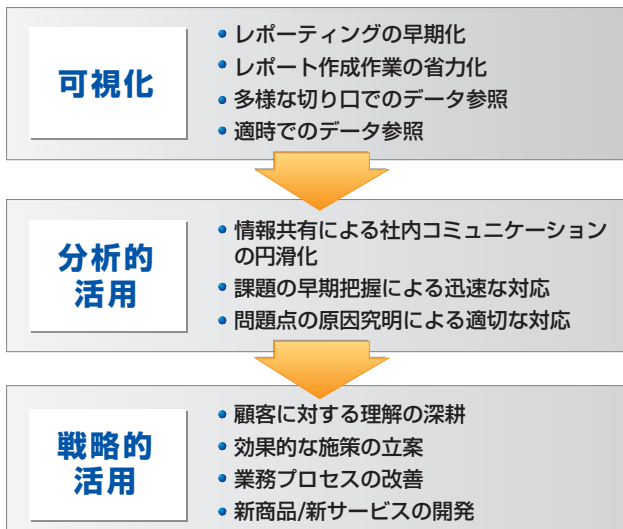 可視化
• レポーティングの早期化
• レポート作成作業の省力化
• 多様な切り口でのデータ参照
• 適時でのデータ参照
分析的
活用
• 情報共有による社内コミュニケーション
の円滑化
• 課題の早期把握による迅速な対応
• 問題点の原因究明による適切な対応
戦略的
活用
• 顧客に対する理解の深耕
• 効果的な施策の立案
• 業務プロセスの改善
• 新商品/新サービスの開発